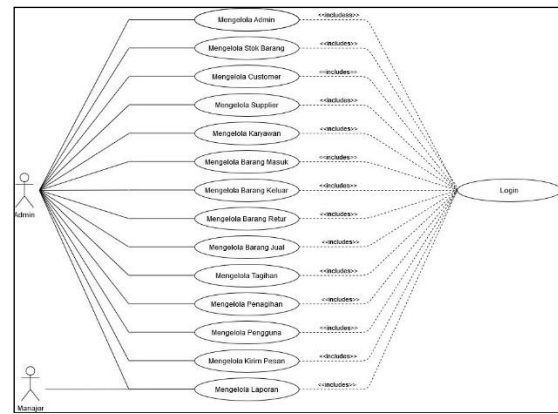 Mengelola Admin
<<includes>>
Mengelola Stok Barang
<<includes>>
Mengelola Customer
<<includes>>
Mengelola Supplier
<<includes>>
Mengelola Karyawan
<<includes>>
Mengelola Barang Masuk
<<includes>>
Mengelola Barang Keluar
<<includes>>
Admin
Login
Mengelola Barang Retur
<<includes>>
Mengelola Barang Jual
<<includes>>
Mengelola Tagihan
<<includes>>
Mengelola Penagihan
<<includes>>
Mengelola Pengguna
<<includes>>
Mengelola Kirim Pesan
<<includes>>
Mengelola Laporan
<<includes>>
Manajer